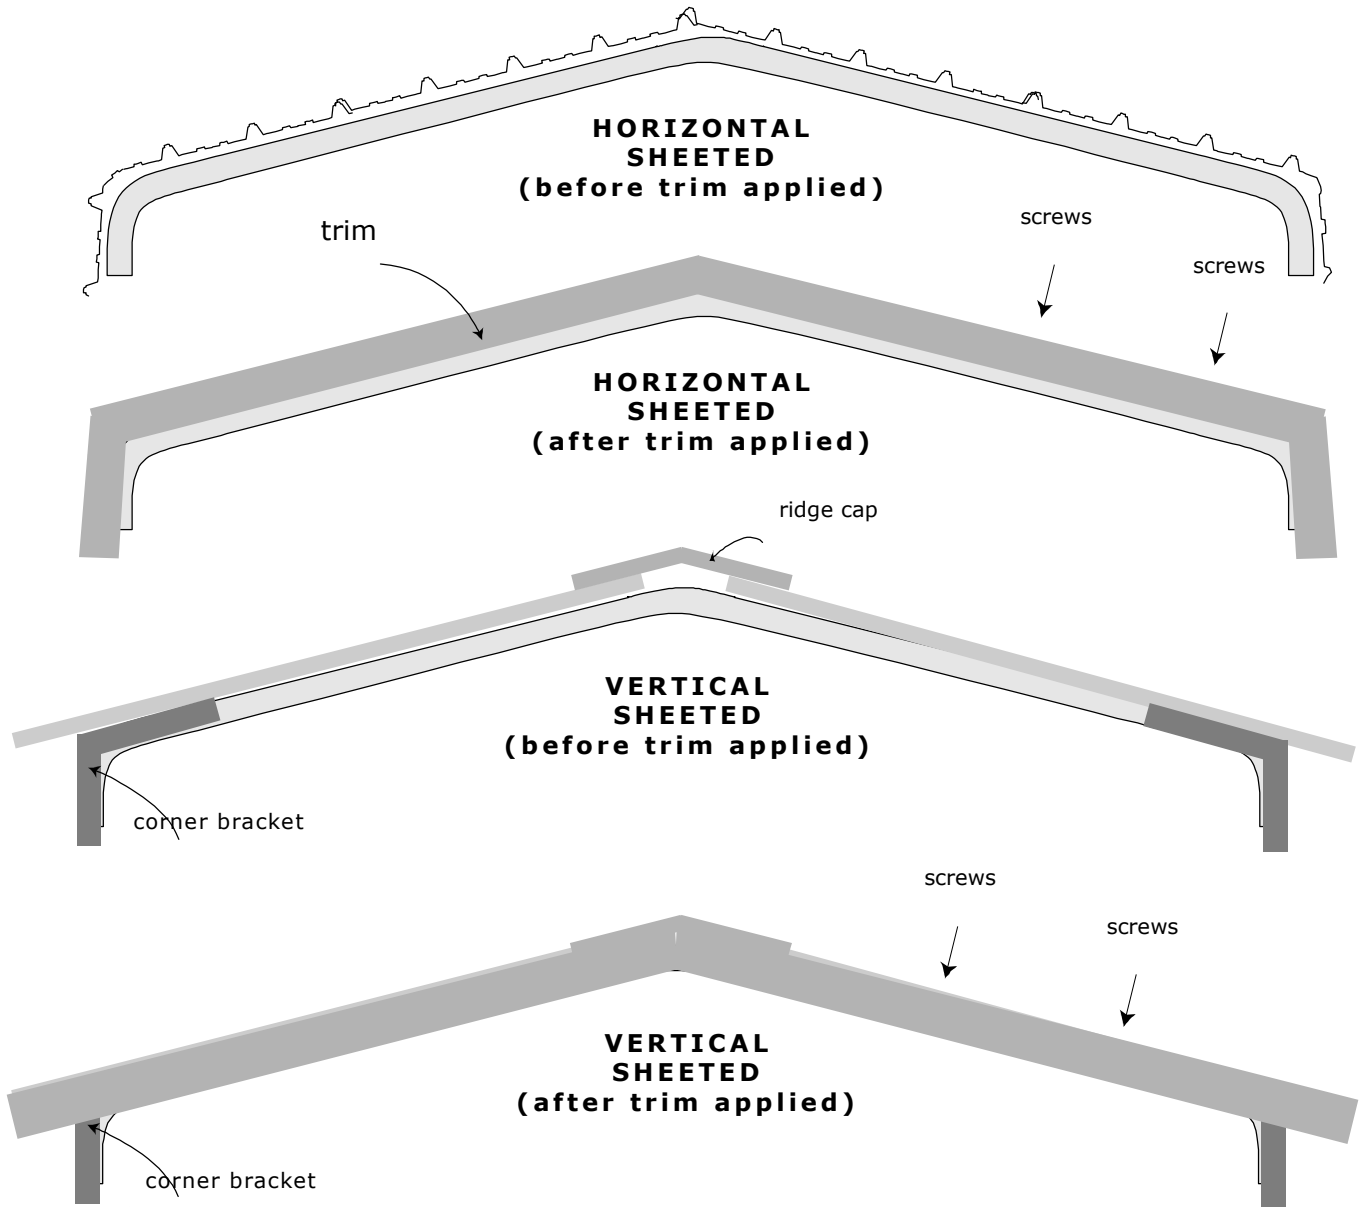 HORIZONTAL
SHEETED
(before trim applied)
trim
screws
screws
HORIZONTAL
SHEETED
(after trim applied)
ridge cap
VERTICAL
SHEETED
(before trim applied)
corner bracket
screws
screws
VERTICAL
SHEETED
(after trim applied)
corner bracket